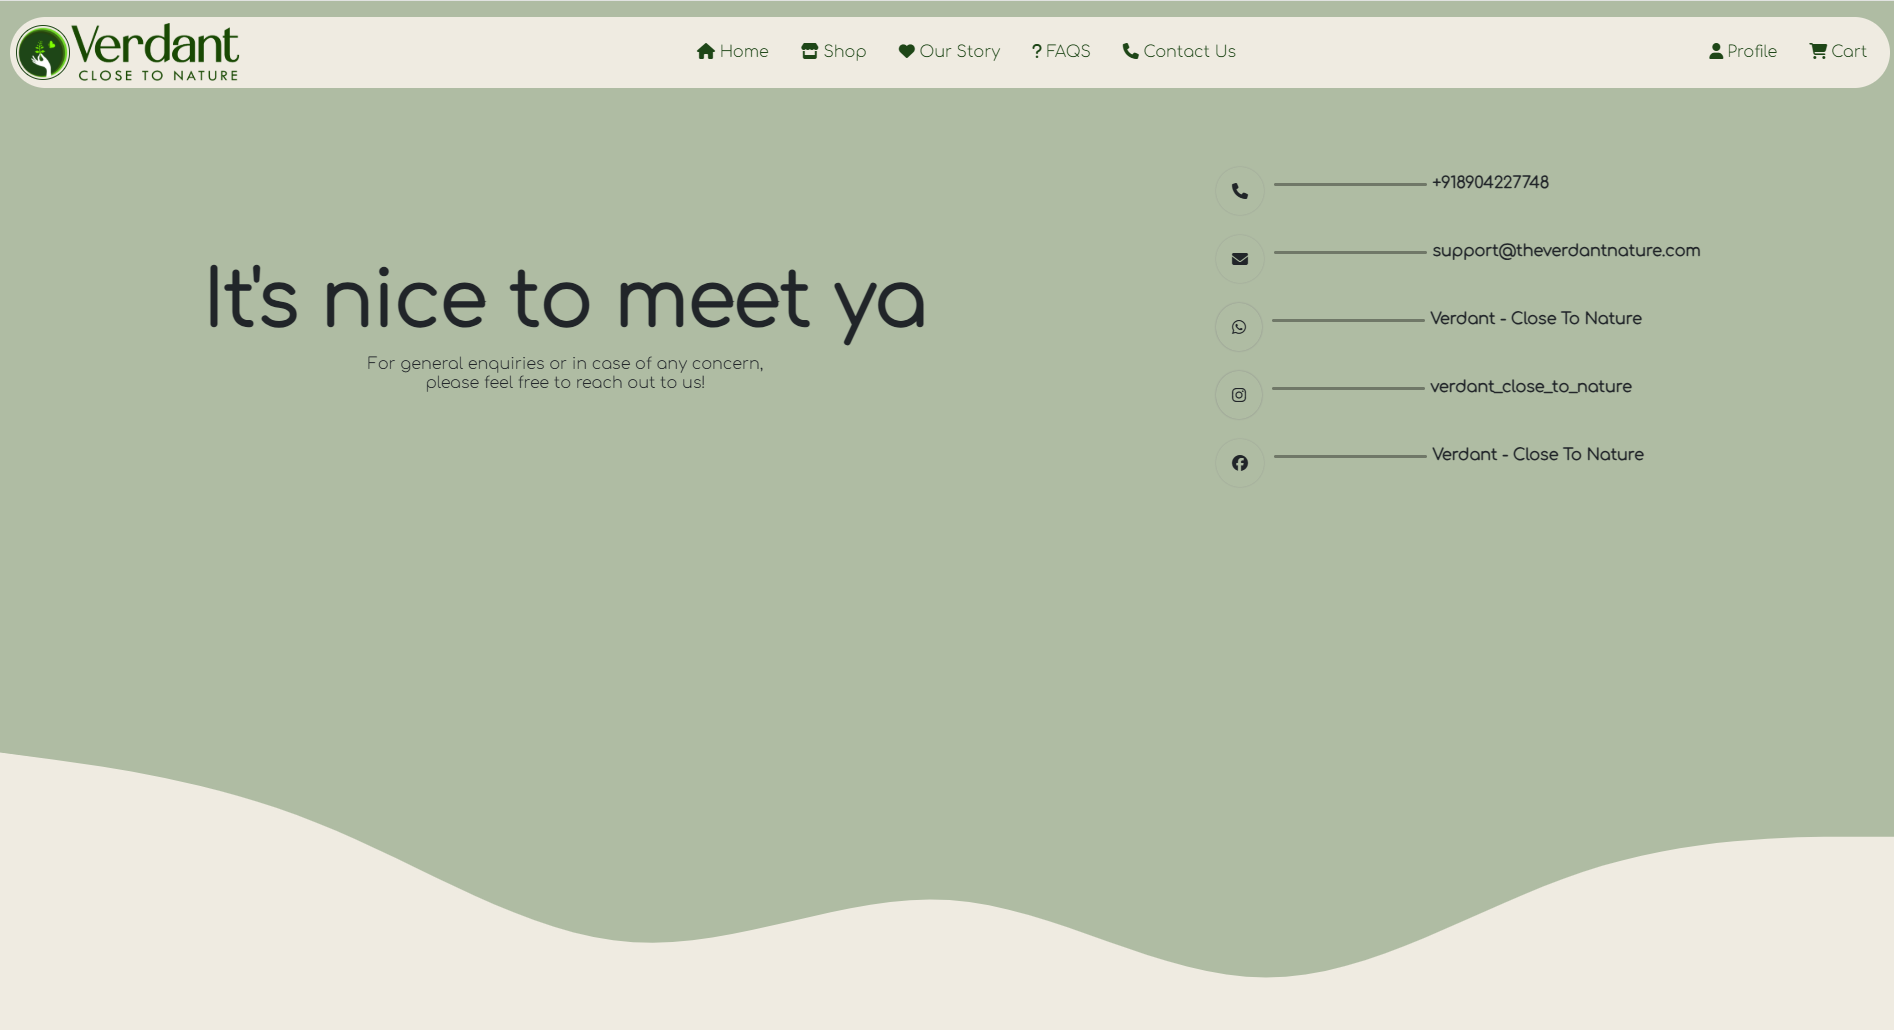 Verdant
CLOSE TO NATURE
Home
Shop
Our Story
? FAQS
Contact Us
Profile
Cart
It's nice to meet ya
For general enquiries or in case of any concern,
please feel free to reach out to us!
+918904227748
support@theverdantnature.com
Verdant - Close To Nature
verdant_close_to_nature
Verdant - Close To Nature